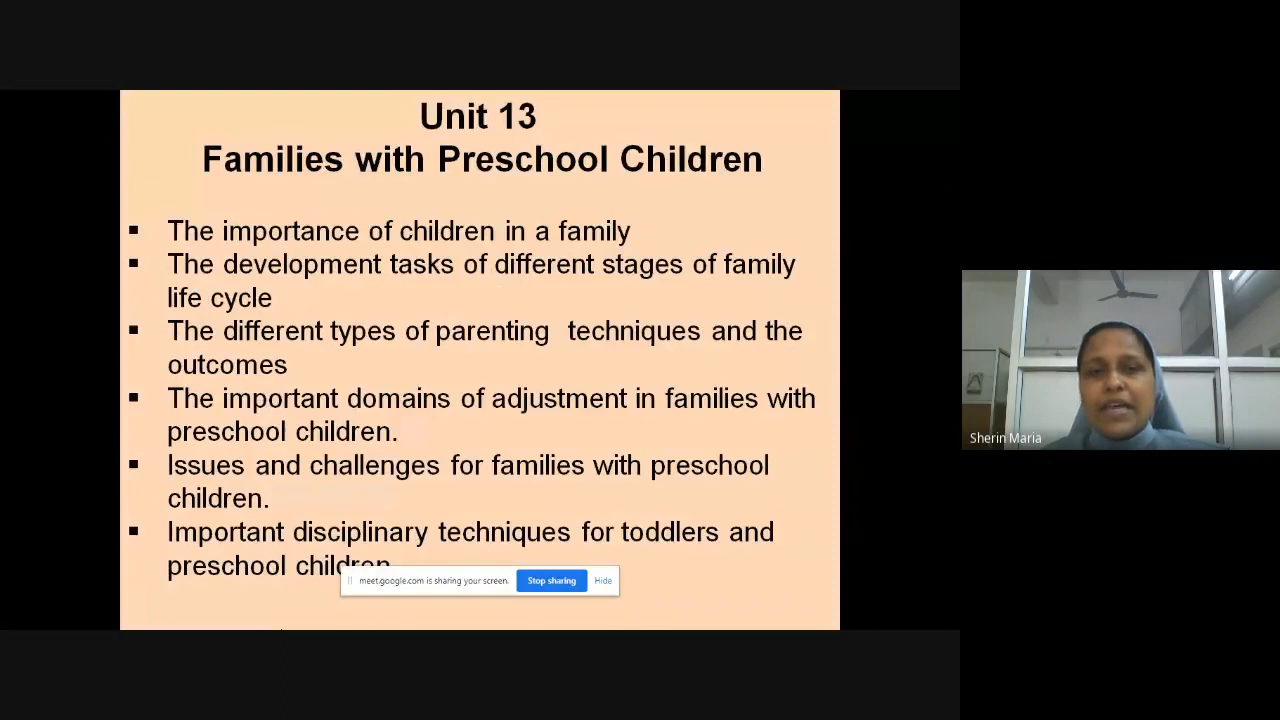 Unit 13
Families with Preschool Children
▪ The importance of children in a family
▪ The development tasks of different stages of family
life cycle
▪ The different types of parenting techniques and the
outcomes
▪ The important domains of adjustment in families with
preschool children.
▪ Issues and challenges for families with preschool
children.
▪ Important disciplinary techniques for toddlers and
preschool children
meet.google.com is sharing your screen. Stop sharing Hide
Sherin Maria